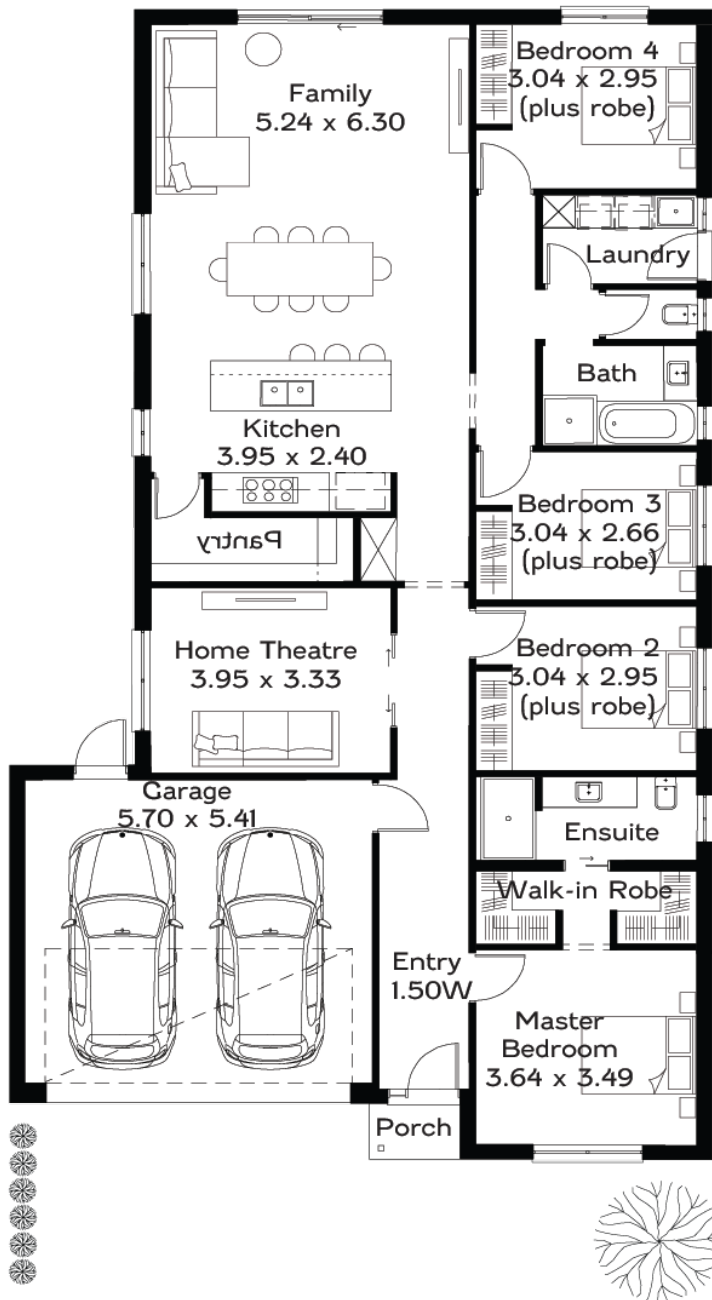 Family
5.24 x 6.30
Bedroom 4
3.04 x 2.95
(plus robe)
Laundry
Bath
Kitchen
3.95 x 2.40
Pantry
Bedroom 3
3.04 x 2.66
(plus robe)
Home Theatre
3.95 x 3.33
Bedroom 2
3.04 x 2.95
(plus robe)
Garage
5.70 x 5.41
Ensuite
Walk-in Robe
Entry
1.50W
Master
Bedroom
3.64 x 3.49
Porch